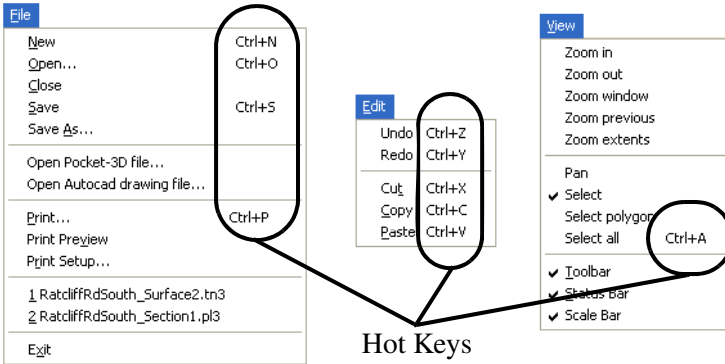 File
New Ctrl+N
Open... Ctrl+O
Close
Save Ctrl+S
Save As...
Open Pocket-3D file...
Open Autocad drawing file...
Print... Ctrl+P
Print Preview
Print Setup...
1 RatcliffRdSouth_Surface2.tn3
2 RatcliffRdSouth_Section1.pl3
Exit
Edit
Undo Ctrl+Z
Redo Ctrl+Y
Cut Ctrl+X
Copy Ctrl+C
Paste Ctrl+V
View
Zoom in
Zoom out
Zoom window
Zoom previous
Zoom extents
Pan
Select
Select polygon
Select all Ctrl+A
Toolbar
Status Bar
Scale Bar
Hot Keys